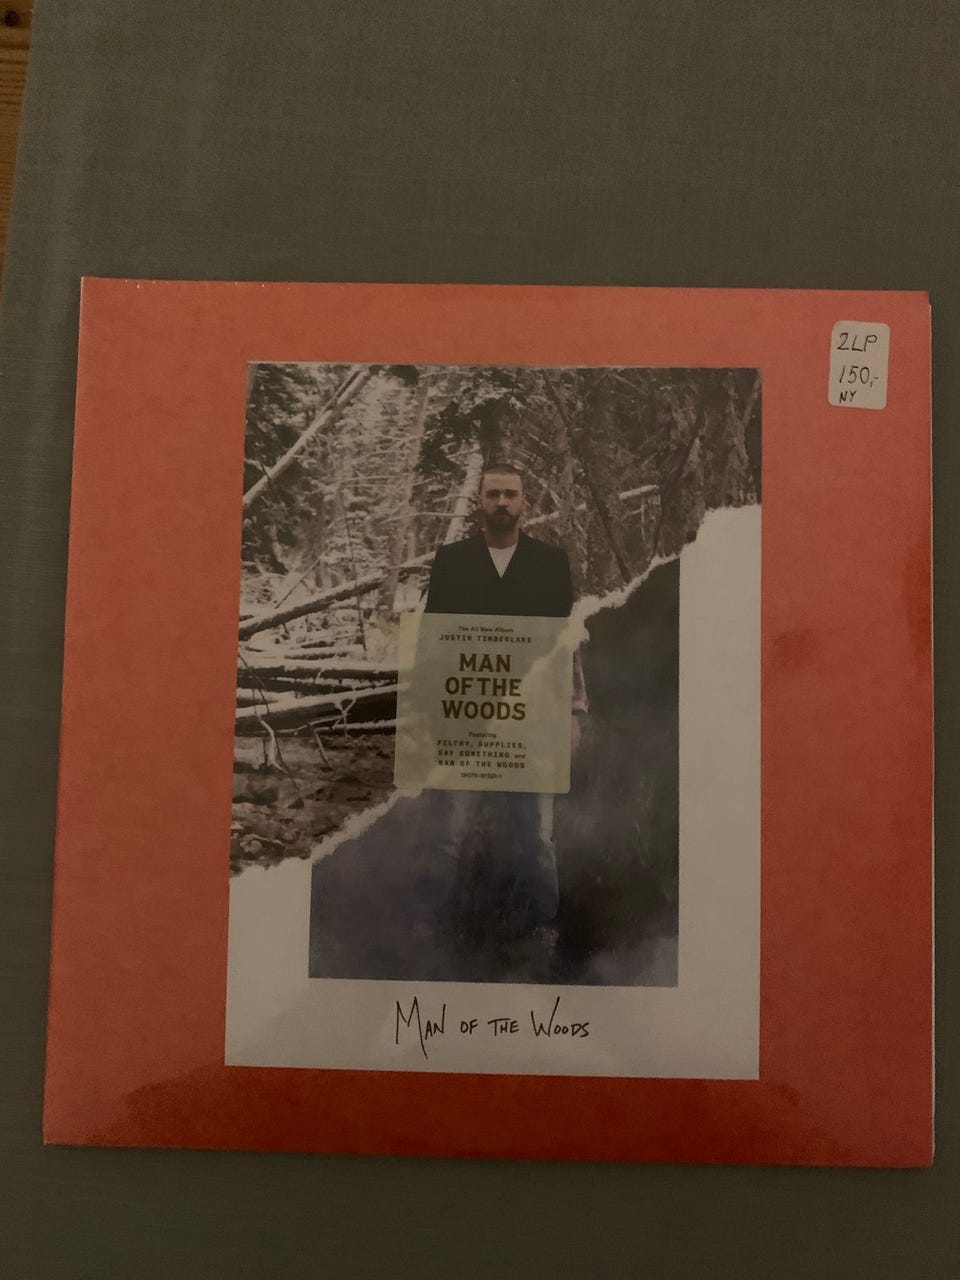 2LP
150,-
NY
The All New Album
JUSTIN TIMBERLAKE
MAN
OF THE
WOODS
Featuring
FILTHY, SUPPLIES,
SAY SOMETHING and
MAN OF THE WOODS
MAN OF THE WOODS